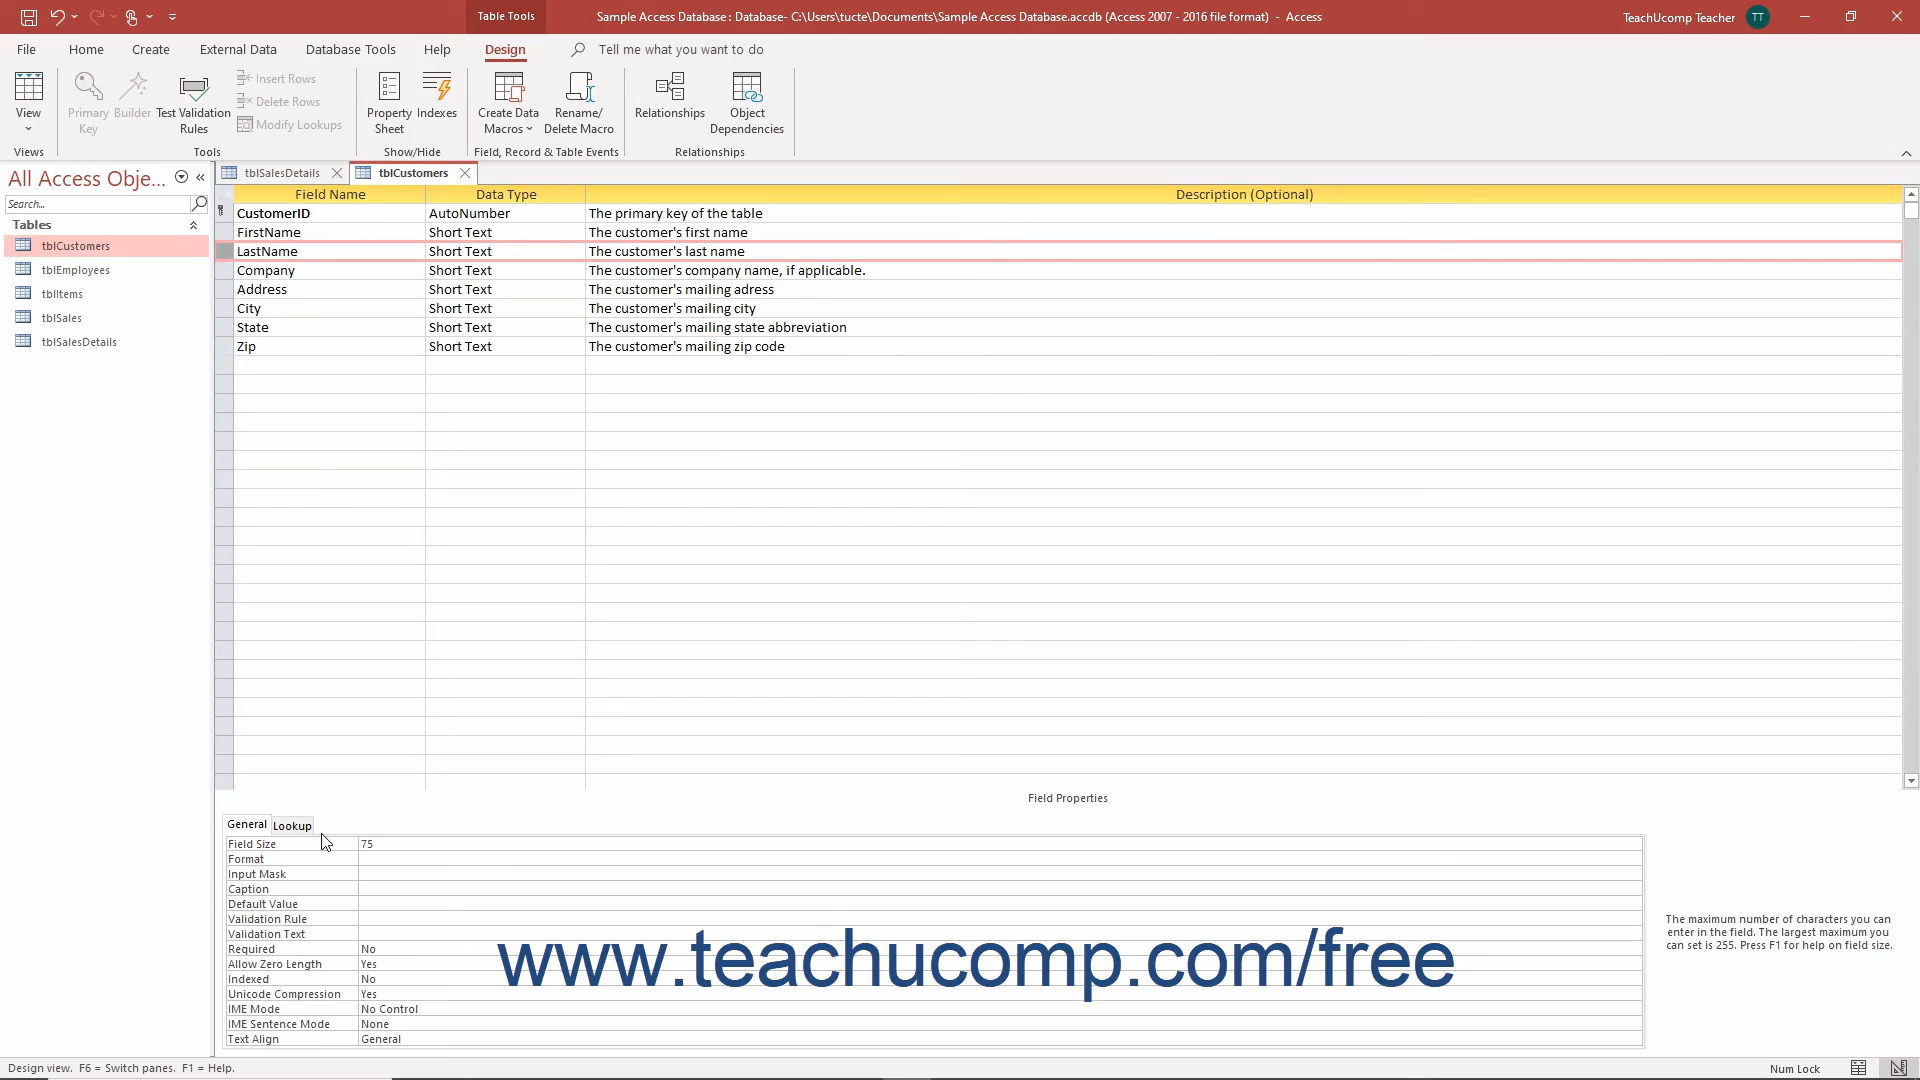 Table Tools
Sample Access Database : Database- C:\Users\tucte\Documents\Sample Access Database.accdb (Access 2007 - 2016 file format) - Access
TeachUcomp Teacher
TT
File Home Create External Data Database Tools Help Design Tell me what you want to do
View
Primary Key
Builder
Test Validation Rules
Insert Rows
Delete Rows
Modify Lookups
Property Sheet
Indexes
Create Data Macros
Rename/ Delete Macro
Relationships
Object Dependencies
Views Tools Show/Hide Field, Record & Table Events Relationships
All Access Obje...
Search...
Tables
tblCustomers
tblEmployees
tblItems
tblSales
tblSalesDetails
tblSalesDetails tblCustomers
Field Name Data Type Description (Optional)
CustomerID AutoNumber The primary key of the table
FirstName Short Text The customer's first name
LastName Short Text The customer's last name
Company Short Text The customer's company name, if applicable.
Address Short Text The customer's mailing adress
City Short Text The customer's mailing city
State Short Text The customer's mailing state abbreviation
Zip Short Text The customer's mailing zip code
Field Properties
General Lookup
Field Size 75
Format
Input Mask
Caption
Default Value
Validation Rule
Validation Text
Required No
Allow Zero Length Yes
Indexed No
Unicode Compression Yes
IME Mode No Control
IME Sentence Mode None
Text Align General
The maximum number of characters you can
enter in the field. The largest maximum you
can set is 255. Press F1 for help on field size.
www.teachucomp.com/free
Design view. F6 = Switch panes. F1 = Help.
Num Lock